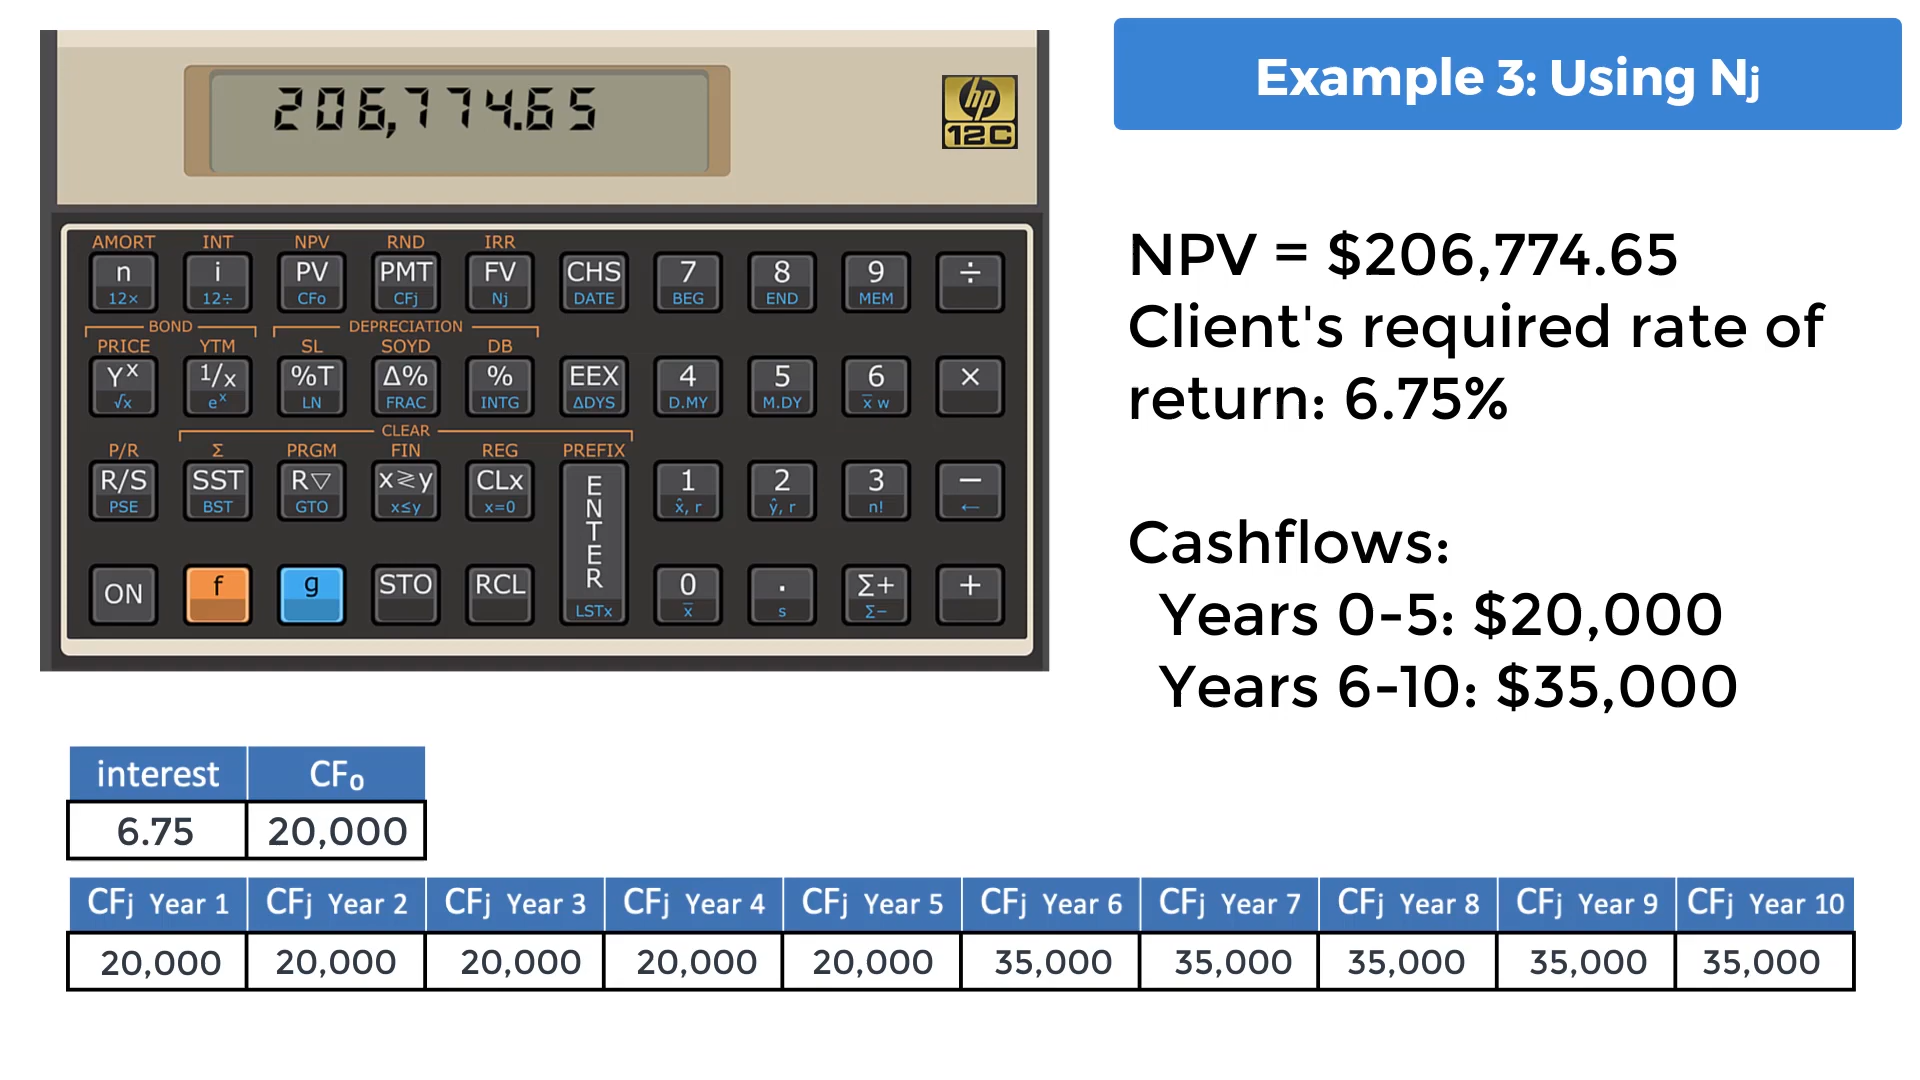 206,774.65
hp
12C
AMORT INT NPV RND IRR
n i PV PMT FV CHS 7 8 9 ÷
12× 12÷ CFo CFj Nj DATE BEG END MEM
BOND DEPRECIATION
PRICE YTM SL SOYD DB
Yˣ 1/x %T Δ% % EEX 4 5 6 ×
√x eˣ LN FRAC INTG ΔDYS D.MY M.DY x̅ w
CLEAR
P/R Σ PRGM FIN REG PREFIX
R/S SST R▽ x≷y CLx ENTER 1 2 3 −
PSE BST GTO x≤y x=0 x̂, r ŷ, r n! ←
ON f g STO RCL 0 . Σ+ +
LSTx x̅ s Σ−
Example 3: Using Nj
NPV = $206,774.65
Client's required rate of
return: 6.75%
Cashflows:
Years 0-5: $20,000
Years 6-10: $35,000
interest CF₀
6.75 20,000
CFj Year 1 CFj Year 2 CFj Year 3 CFj Year 4 CFj Year 5 CFj Year 6 CFj Year 7 CFj Year 8 CFj Year 9 CFj Year 10
20,000 20,000 20,000 20,000 20,000 35,000 35,000 35,000 35,000 35,000